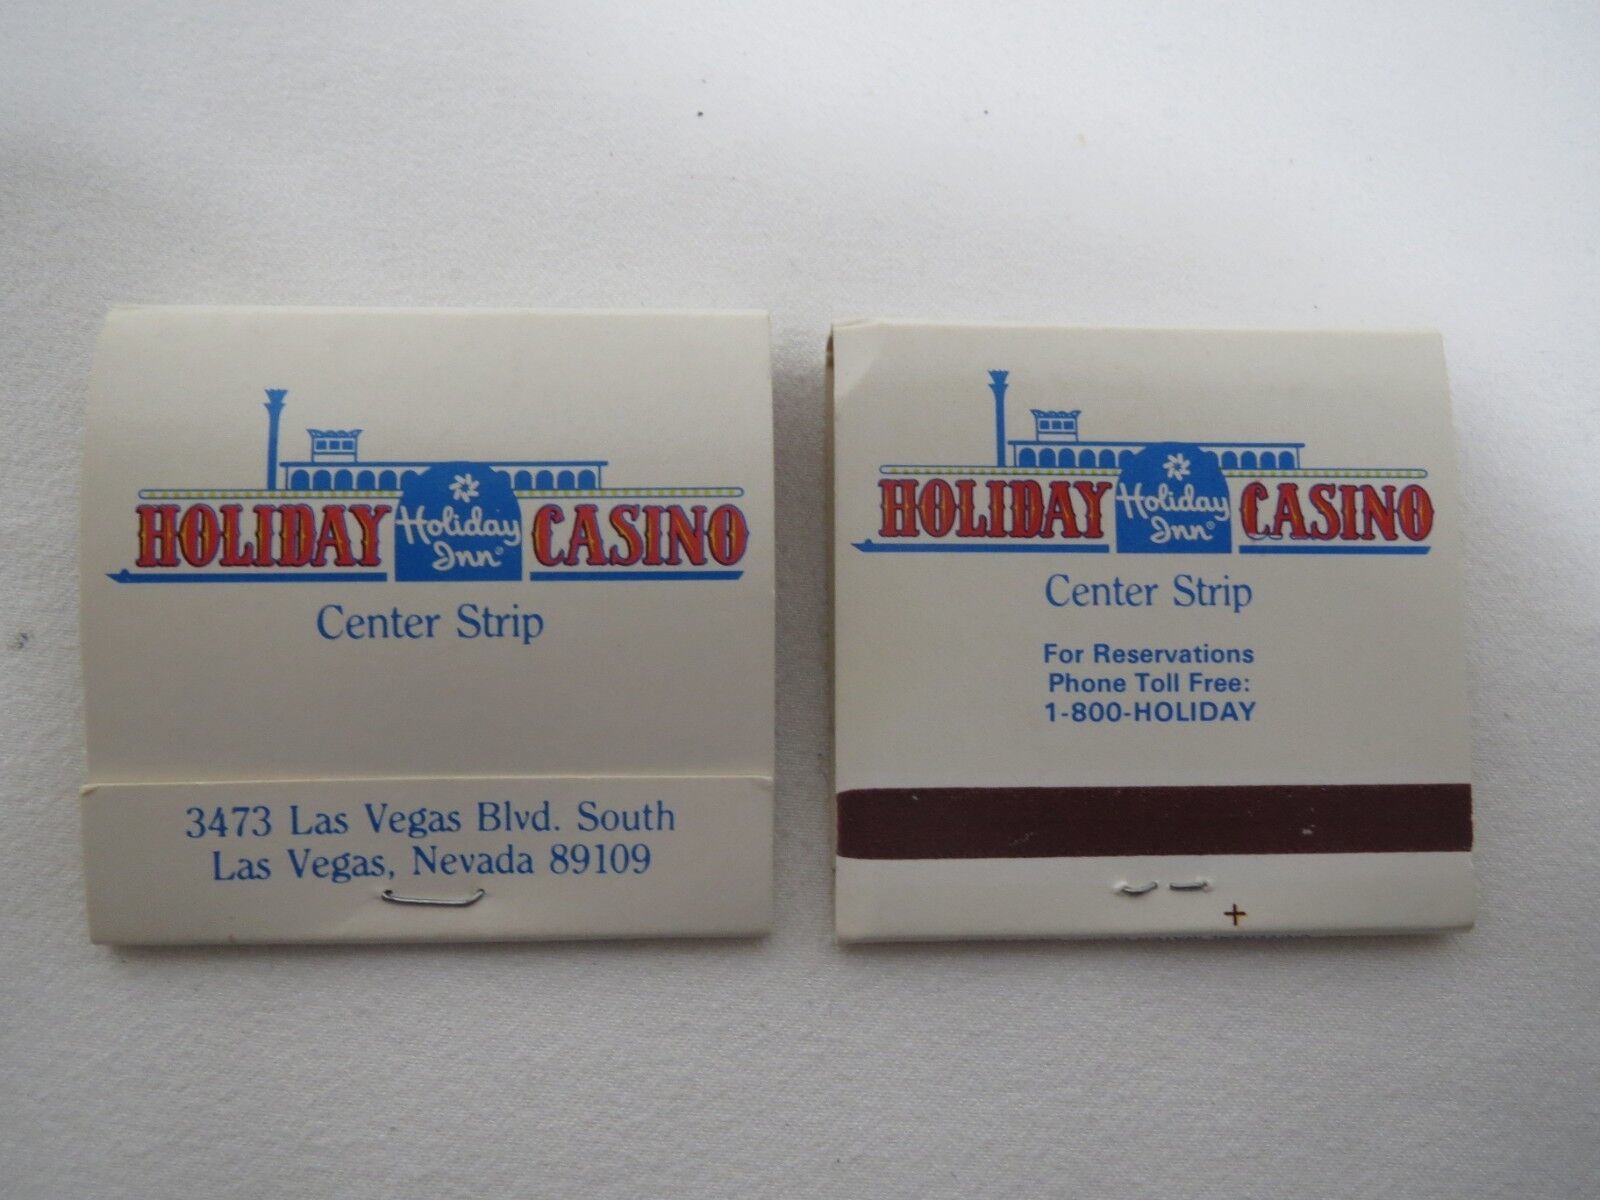 HOLIDAY Holiday Inn® CASINO
Center Strip
3473 Las Vegas Blvd. South
Las Vegas, Nevada 89109
HOLIDAY Holiday Inn® CASINO
Center Strip
For Reservations
Phone Toll Free:
1-800-HOLIDAY